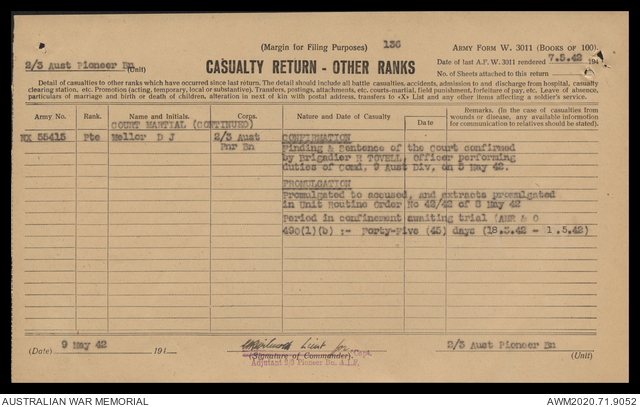 (Margin for Filing Purposes) 136 ARMY FORM W. 3011 (BOOKS OF 100).
2/3 Aust Pioneer Bn (Unit) CASUALTY RETURN - OTHER RANKS Date of last A.F. W. 3011 rendered 7.5.42 194
No. of Sheets attached to this return
Detail of casualties to other ranks which have occurred since last return. The detail should include all battle casualties, accidents, admission to and discharge from hospital, casualty
clearing station, etc. Promotion (acting, temporary, local or substantive). Transfers, postings, attachments, etc. courts-martial, field punishment, forfeiture of pay, etc. Leave of absence,
particulars of marriage and birth or death of children, alteration in next of kin with postal address, transfers to «X» List and any other items affecting a soldier's service.
Army No. Rank. Name and Initials. Corps. Nature and Date of Casualty Date Remarks. (In the case of casualties from
wounds or disease, any available information
for communication to relatives should be stated).
COURT MARTIAL (CONTINUED)
NX 55415 Pte Mellor D J 2/3 Aust
Pnr Bn
CONFIRMATION
Finding & Sentence of the court confirmed
by Brigadier R TOVELL, Officer performing
duties of Comd. 9 Aust Div, on 5 May 42.
PROMULGATION
Promulgated to accused, and extracts promulgated
in Unit Routine Order No 42/42 of 8 May 42
Period in confinement awaiting trial (AMR & O
490(1)(b) :- Forty-Five (45) days (18.3.42 - 1.5.42)
(Date) 9 May 42 194 Lieut for Capt. 2/3 Aust Pioneer Bn
(Signature of Commander). (Unit)
Adjutant 2/3 Pioneer Bn. A.I.F.
AUSTRALIAN WAR MEMORIAL AWM2020.71.9052